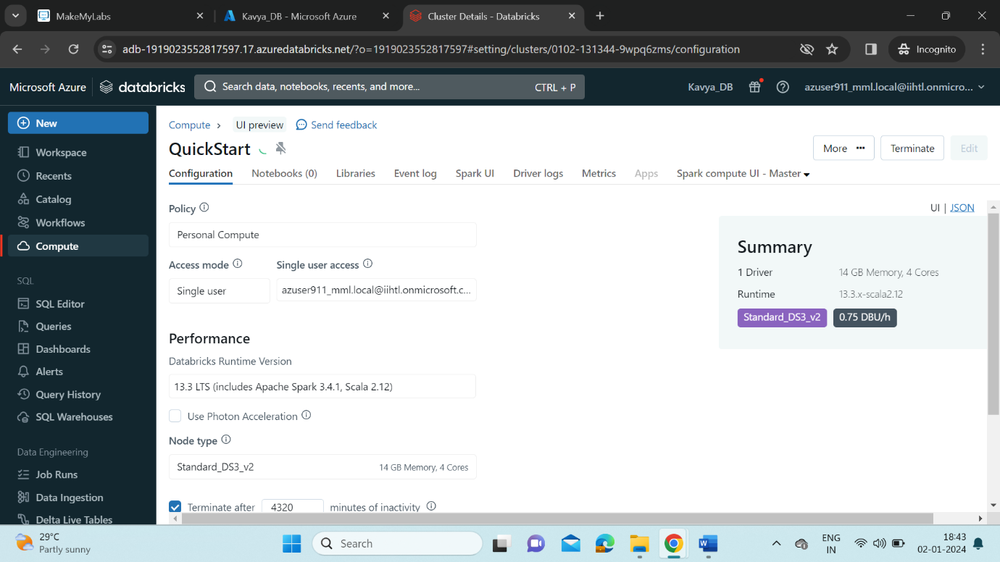 MakeMyLabs
Kavya_DB - Microsoft Azure
Cluster Details - Databricks
adb-1919023552817597.17.azuredatabricks.net/?o=1919023552817597#setting/clusters/0102-131344-9wpq6zms/configuration
Incognito
Microsoft Azure
databricks
Search data, notebooks, recents, and more...
CTRL + P
Kavya_DB
azuser911_mml.local@iihtl.onmicro...
New
Workspace
Recents
Catalog
Workflows
Compute
SQL
SQL Editor
Queries
Dashboards
Alerts
Query History
SQL Warehouses
Data Engineering
Job Runs
Data Ingestion
Delta Live Tables
Compute
UI preview
Send feedback
QuickStart
More
Terminate
Edit
Configuration
Notebooks (0)
Libraries
Event log
Spark UI
Driver logs
Metrics
Apps
Spark compute UI - Master
UI | JSON
Policy
Personal Compute
Access mode
Single user access
Single user
azuser911_mml.local@iihtl.onmicrosoft.c...
Performance
Databricks Runtime Version
13.3 LTS (includes Apache Spark 3.4.1, Scala 2.12)
Use Photon Acceleration
Node type
Standard_DS3_v2
14 GB Memory, 4 Cores
Terminate after
4320
minutes of inactivity
Summary
1 Driver
14 GB Memory, 4 Cores
Runtime
13.3.x-scala2.12
Standard_DS3_v2
0.75 DBU/h
29°C
Partly sunny
Search
ENG
IN
18:43
02-01-2024